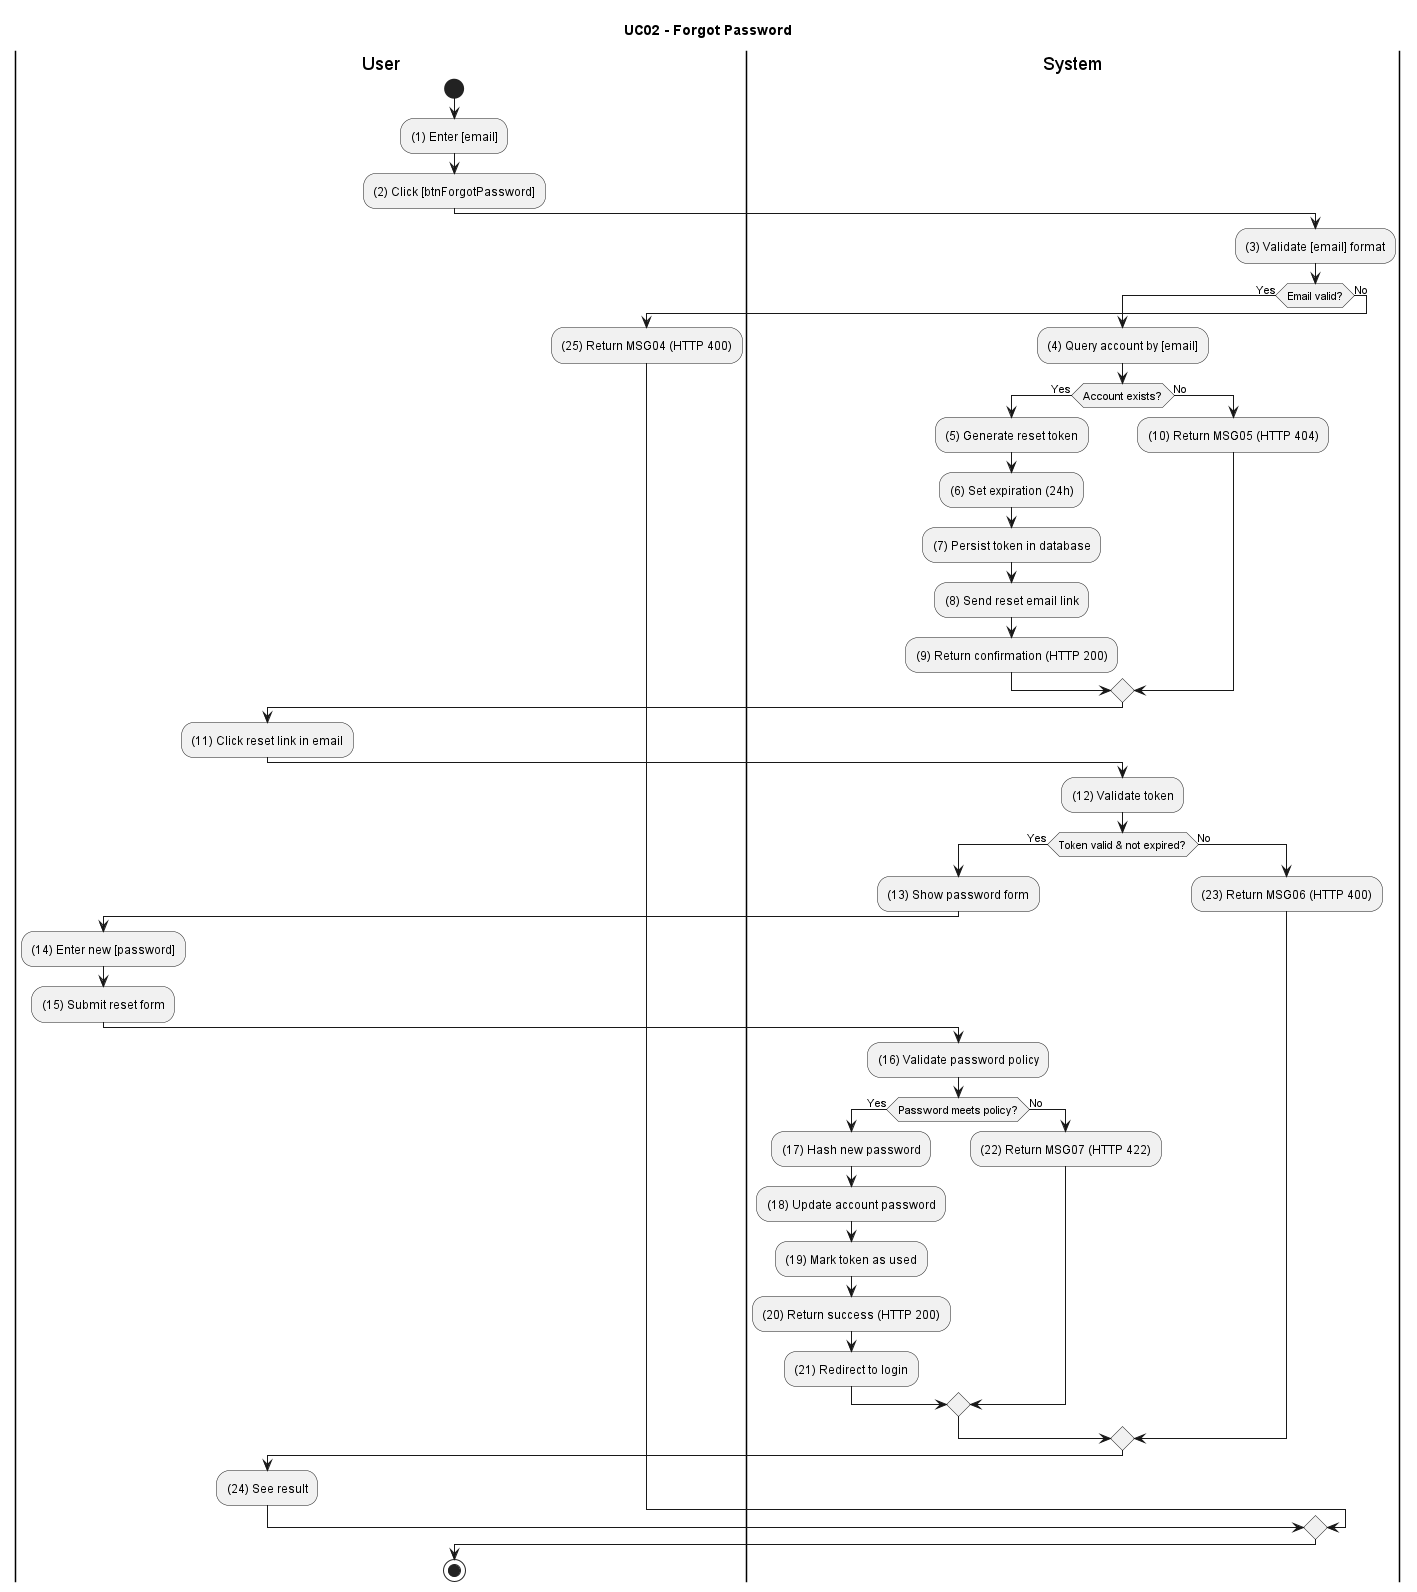 UC02 - Forgot Password
User
System
(1) Enter [email]
(2) Click [btnForgotPassword]
(3) Validate [email] format
Yes
Email valid?
No
(25) Return MSG04 (HTTP 400)
(4) Query account by [email]
Yes
Account exists?
No
(5) Generate reset token
(10) Return MSG05 (HTTP 404)
(6) Set expiration (24h)
(7) Persist token in database
(8) Send reset email link
(9) Return confirmation (HTTP 200)
(11) Click reset link in email
(12) Validate token
Yes
Token valid & not expired?
No
(13) Show password form
(23) Return MSG06 (HTTP 400)
(14) Enter new [password]
(15) Submit reset form
(16) Validate password policy
Yes
Password meets policy?
No
(17) Hash new password
(22) Return MSG07 (HTTP 422)
(18) Update account password
(19) Mark token as used
(20) Return success (HTTP 200)
(21) Redirect to login
(24) See result